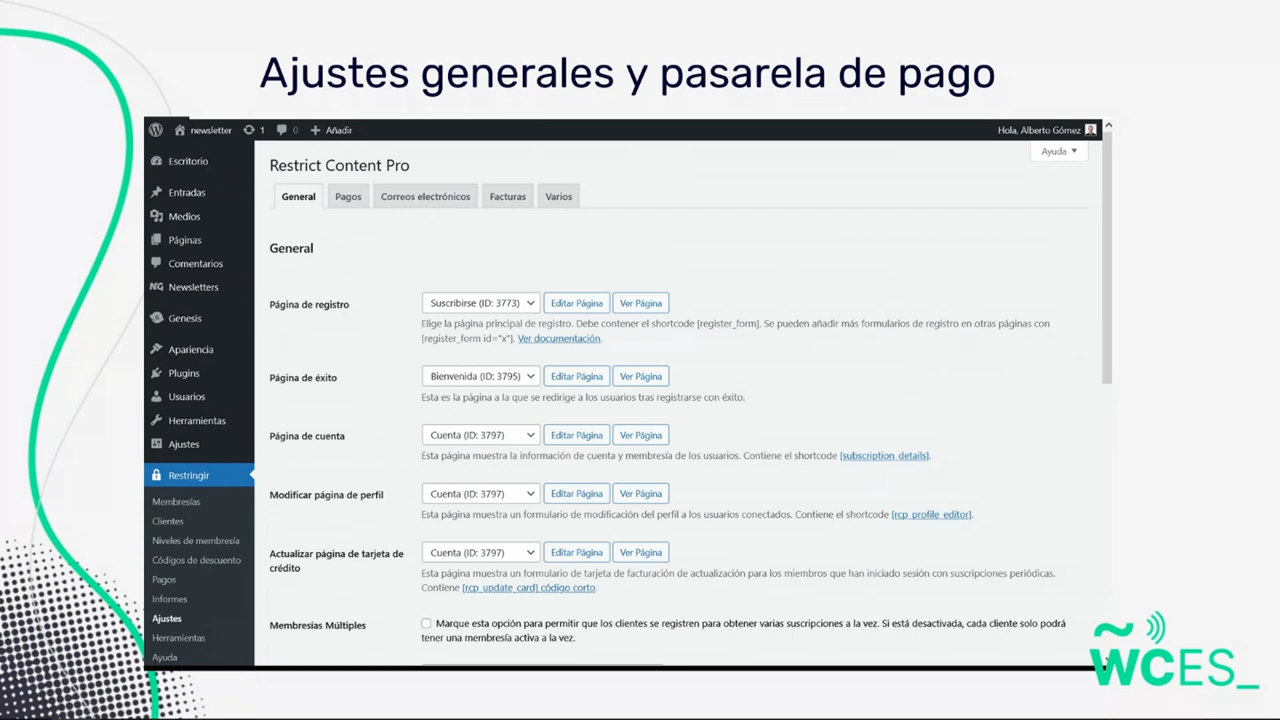 Ajustes generales y pasarela de pago
newsletter 1 0 Añadir
Hola, Alberto Gómez
Ayuda
Escritorio
Entradas
Medios
Páginas
Comentarios
NG Newsletters
Genesis
Apariencia
Plugins
Usuarios
Herramientas
Ajustes
Restringir
Membresías
Clientes
Niveles de membresía
Códigos de descuento
Pagos
Informes
Ajustes
Herramientas
Ayuda
Restrict Content Pro
General Pagos Correos electrónicos Facturas Varios
General
Página de registro
Suscribirse (ID: 3773) Editar Página Ver Página
Elige la página principal de registro. Debe contener el shortcode [register_form]. Se pueden añadir más formularios de registro en otras páginas con
[register_form id="x"]. Ver documentación.
Página de éxito
Bienvenida (ID: 3795) Editar Página Ver Página
Esta es la página a la que se redirige a los usuarios tras registrarse con éxito.
Página de cuenta
Cuenta (ID: 3797) Editar Página Ver Página
Esta página muestra la información de cuenta y membresía de los usuarios. Contiene el shortcode [subscription_details].
Modificar página de perfil
Cuenta (ID: 3797) Editar Página Ver Página
Esta página muestra un formulario de modificación del perfil a los usuarios conectados. Contiene el shortcode [rcp_profile_editor].
Actualizar página de tarjeta de
crédito
Cuenta (ID: 3797) Editar Página Ver Página
Esta página muestra un formulario de tarjeta de facturación de actualización para los miembros que han iniciado sesión con suscripciones periódicas.
Contiene [rcp_update_card] código corto.
Membresías Múltiples
Marque esta opción para permitir que los clientes se registren para obtener varias suscripciones a la vez. Si está desactivada, cada cliente solo podrá
tener una membresía activa a la vez.
WCES_